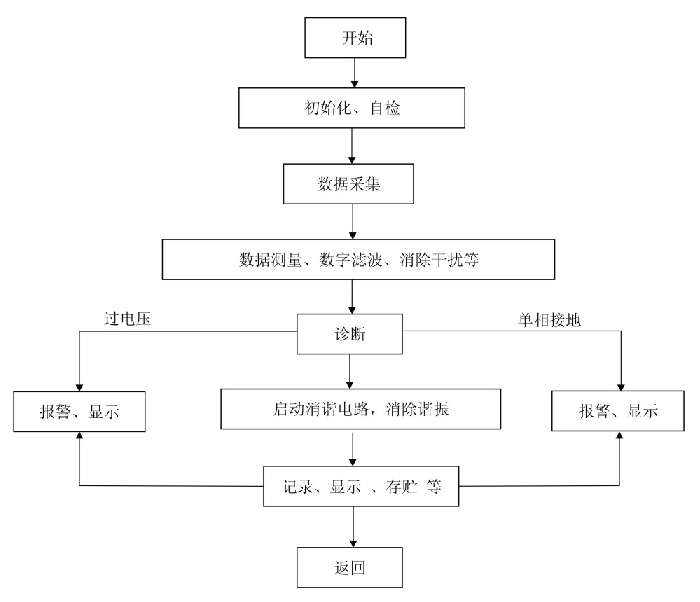 开始
初始化、自检
数据采集
数据测量、数字滤波、消除干扰等
过电压
诊断
单相接地
报警、显示
启动消谐电路，消除谐振
报警、显示
记录、显示 、存贮 等
返回